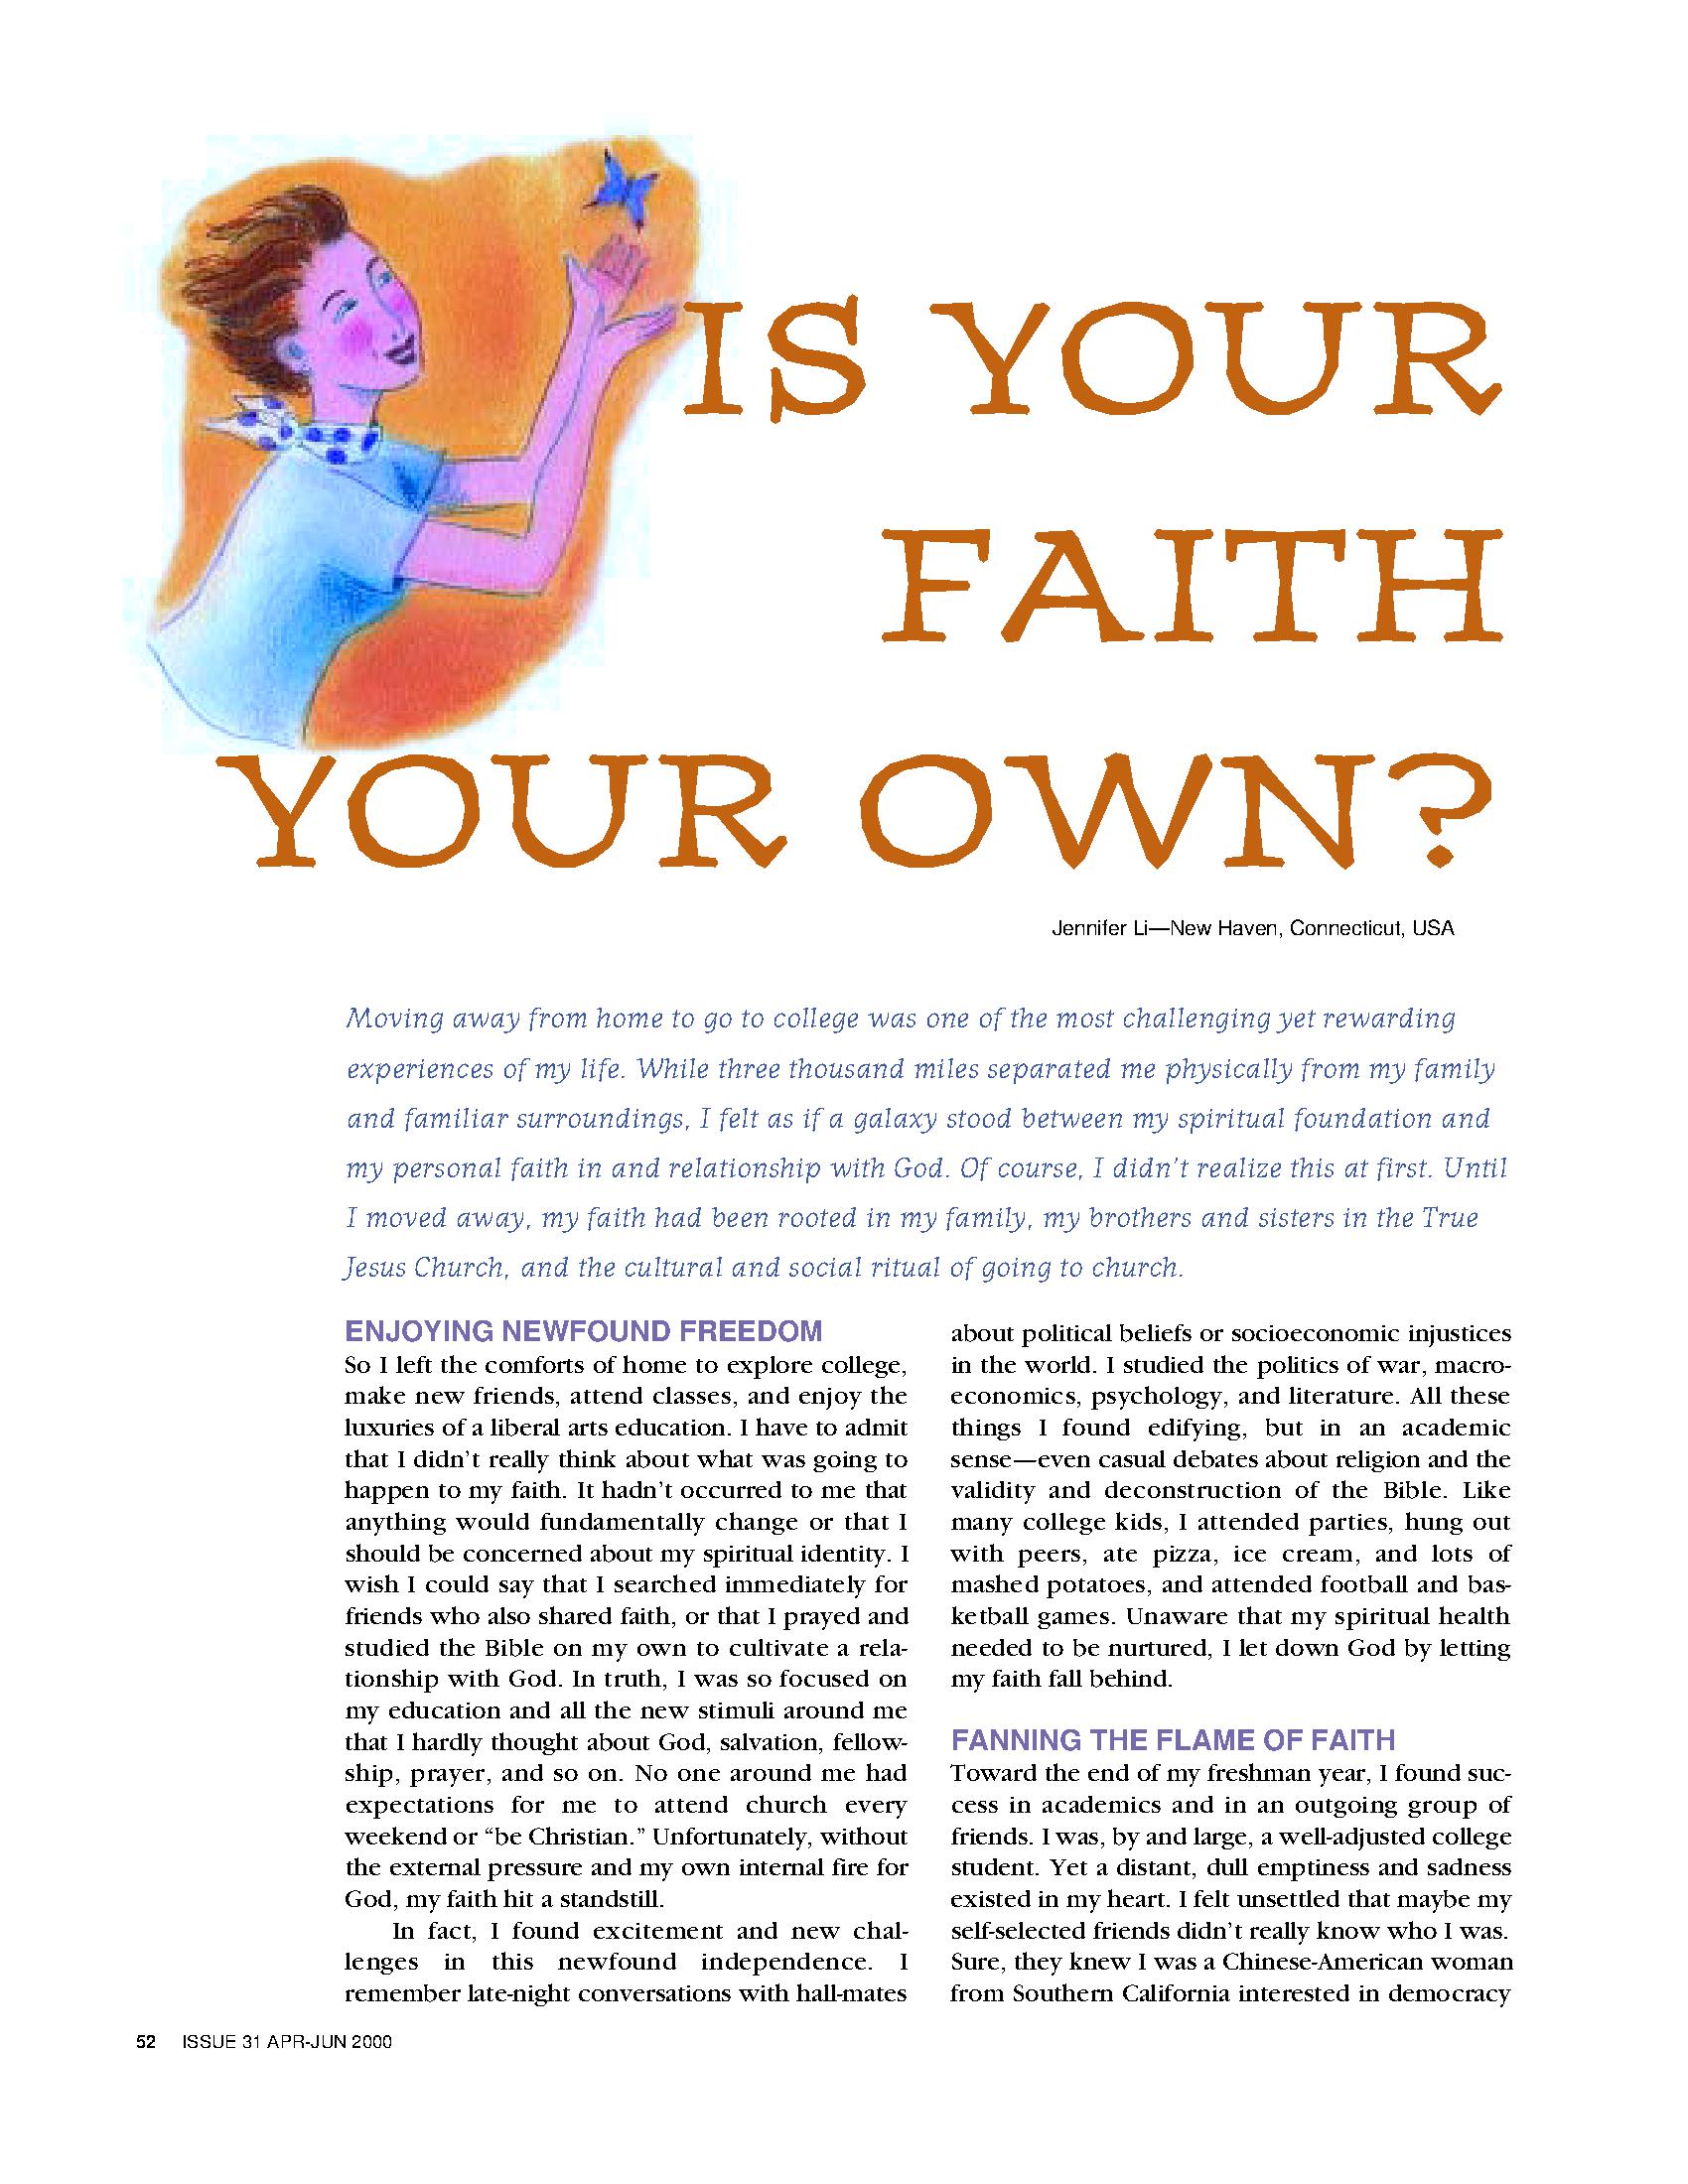 IS YOUR
FAITH
YOUR OWN?
Jennifer Li—New Haven, Connecticut, USA
Moving away from home to go to college was one of the most challenging yet rewarding
experiences of my life. While three thousand miles separated me physically from my family
and familiar surroundings, I felt as if a galaxy stood between my spiritual foundation and
my personal faith in and relationship with God. Of course, I didn't realize this at first. Until
I moved away, my faith had been rooted in my family, my brothers and sisters in the True
Jesus Church, and the cultural and social ritual of going to church.
ENJOYING NEWFOUND FREEDOM
So I left the comforts of home to explore college,
make new friends, attend classes, and enjoy the
luxuries of a liberal arts education. I have to admit
that I didn't really think about what was going to
happen to my faith. It hadn't occurred to me that
anything would fundamentally change or that I
should be concerned about my spiritual identity. I
wish I could say that I searched immediately for
friends who also shared faith, or that I prayed and
studied the Bible on my own to cultivate a rela-
tionship with God. In truth, I was so focused on
my education and all the new stimuli around me
that I hardly thought about God, salvation, fellow-
ship, prayer, and so on. No one around me had
expectations for me to attend church every
weekend or “be Christian.” Unfortunately, without
the external pressure and my own internal fire for
God, my faith hit a standstill.
In fact, I found excitement and new chal-
lenges in this newfound independence. I
remember late-night conversations with hall-mates
about political beliefs or socioeconomic injustices
in the world. I studied the politics of war, macro-
economics, psychology, and literature. All these
things I found edifying, but in an academic
sense—even casual debates about religion and the
validity and deconstruction of the Bible. Like
many college kids, I attended parties, hung out
with peers, ate pizza, ice cream, and lots of
mashed potatoes, and attended football and bas-
ketball games. Unaware that my spiritual health
needed to be nurtured, I let down God by letting
my faith fall behind.
FANNING THE FLAME OF FAITH
Toward the end of my freshman year, I found suc-
cess in academics and in an outgoing group of
friends. I was, by and large, a well-adjusted college
student. Yet a distant, dull emptiness and sadness
existed in my heart. I felt unsettled that maybe my
self-selected friends didn't really know who I was.
Sure, they knew I was a Chinese-American woman
from Southern California interested in democracy
52 ISSUE 31 APR-JUN 2000